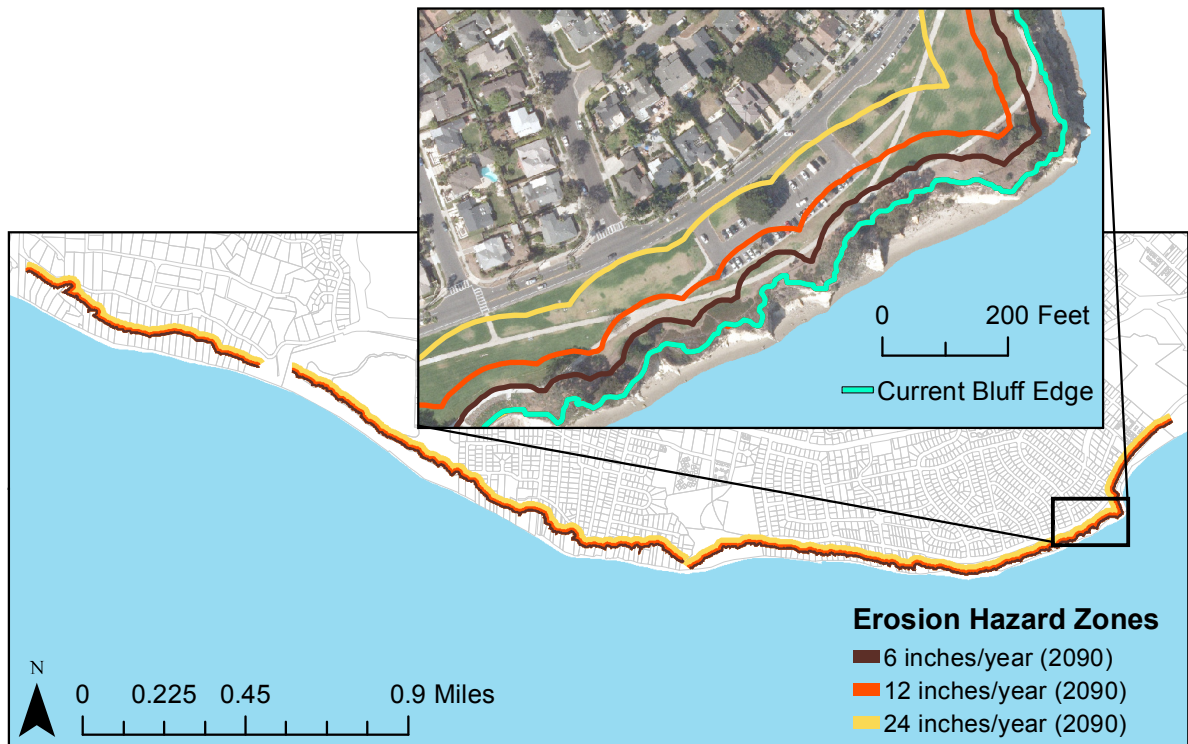 0 200 Feet
Current Bluff Edge
Erosion Hazard Zones
6 inches/year (2090)
12 inches/year (2090)
24 inches/year (2090)
N
0 0.225 0.45 0.9 Miles